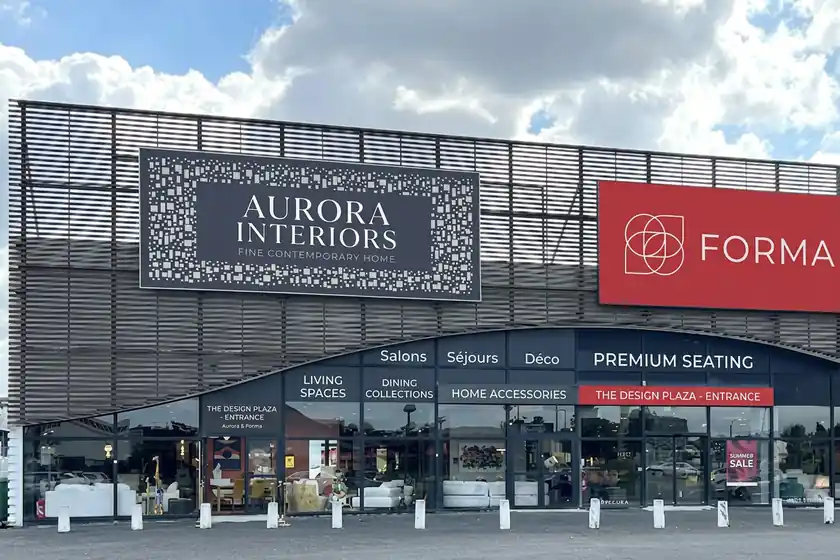 AURORA
INTERIORS
FINE CONTEMPORARY HOME
FORMA
Salons
Séjours
Déco
PREMIUM SEATING
LIVING
SPACES
DINING
COLLECTIONS
HOME ACCESSORIES
THE DESIGN PLAZA - ENTRANCE
THE DESIGN PLAZA
- ENTRANCE
Aurora & Forma
SUMMER
SALE